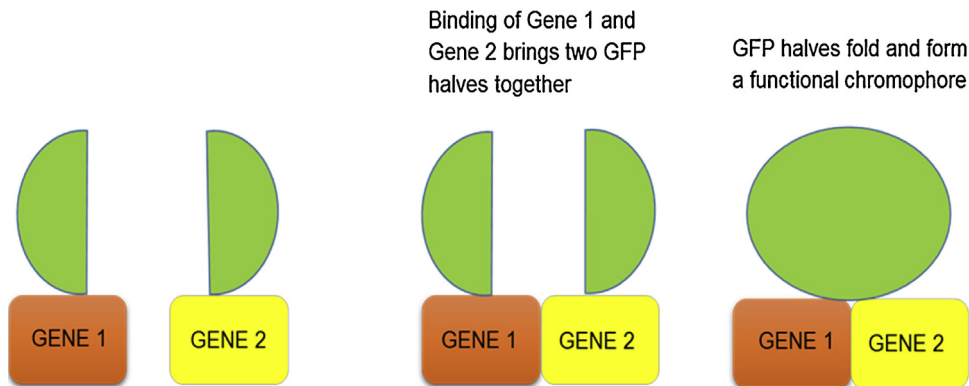 Binding of Gene 1 and
Gene 2 brings two GFP
halves together
GFP halves fold and form
a functional chromophore
GENE 1
GENE 2
GENE 1
GENE 2
GENE 1
GENE 2